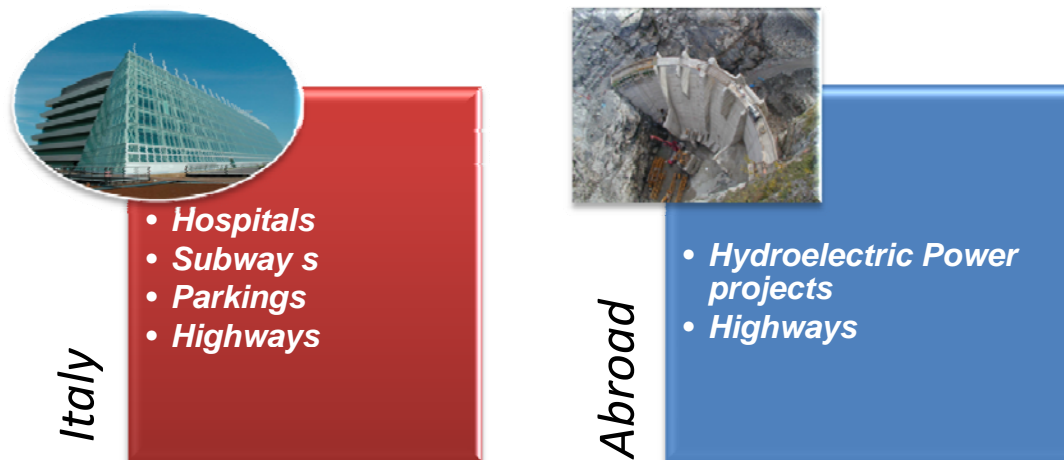 • Hospitals
• Subway s
• Parkings
• Highways
Italy
• Hydroelectric Power
projects
• Highways
Abroad